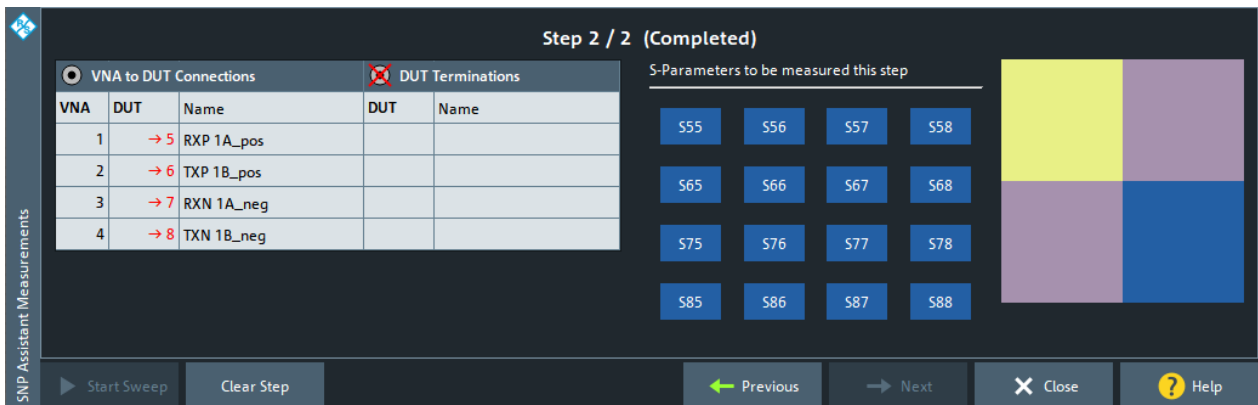 Step 2 / 2 (Completed)
VNA to DUT Connections
DUT Terminations
VNA DUT Name DUT Name
1 → 5 RXP 1A_pos
2 → 6 TXP 1B_pos
3 → 7 RXN 1A_neg
4 → 8 TXN 1B_neg
S-Parameters to be measured this step
S55 S56 S57 S58
S65 S66 S67 S68
S75 S76 S77 S78
S85 S86 S87 S88
SNP Assistant Measurements
Start Sweep
Clear Step
← Previous
→ Next
X Close
? Help